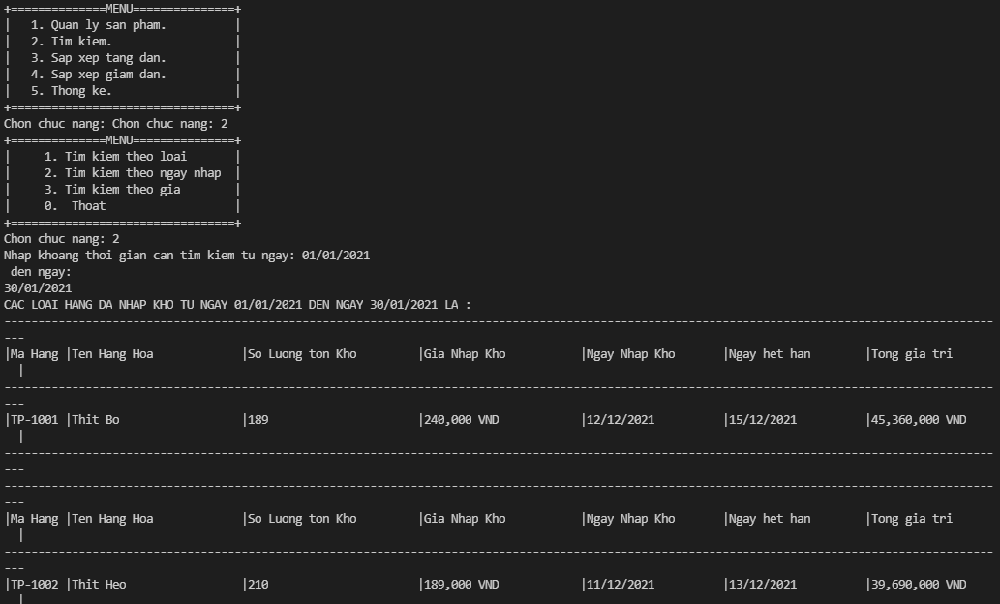 +==============MENU===============+
|   1. Quan ly san pham.          |
|   2. Tim kiem.                  |
|   3. Sap xep tang dan.          |
|   4. Sap xep giam dan.          |
|   5. Thong ke.                  |
+=================================+
Chon chuc nang: Chon chuc nang: 2
+==============MENU===============+
|     1. Tim kiem theo loai       |
|     2. Tim kiem theo ngay nhap  |
|     3. Tim kiem theo gia        |
|     0.  Thoat                   |
+=================================+
Chon chuc nang: 2
Nhap khoang thoi gian can tim kiem tu ngay: 01/01/2021
 den ngay:
30/01/2021
CAC LOAI HANG DA NHAP KHO TU NGAY 01/01/2021 DEN NGAY 30/01/2021 LA :
|Ma Hang |Ten Hang Hoa             |So Luong ton Kho         |Gia Nhap Kho           |Ngay Nhap Kho       |Ngay het han        |Tong gia tri
  |
|TP-1001 |Thit Bo                  |189                      |240,000 VND            |12/12/2021          |15/12/2021          |45,360,000 VND
  |
|Ma Hang |Ten Hang Hoa             |So Luong ton Kho         |Gia Nhap Kho           |Ngay Nhap Kho       |Ngay het han        |Tong gia tri
  |
|TP-1002 |Thit Heo                 |210                      |189,000 VND            |11/12/2021          |13/12/2021          |39,690,000 VND
  |